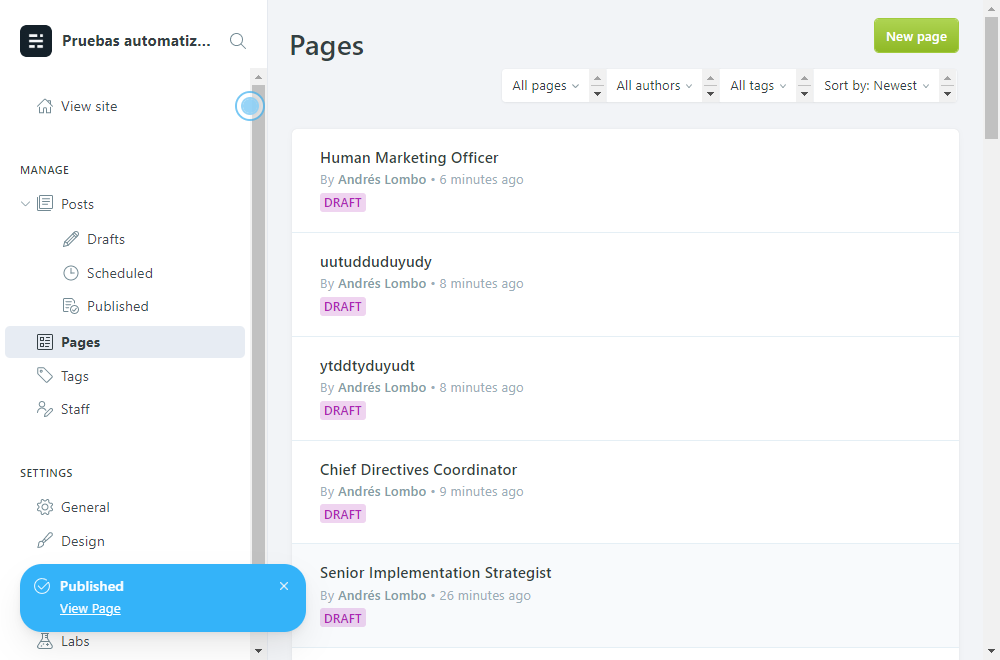 Pruebas automatiz...
View site
MANAGE
Posts
Drafts
Scheduled
Published
Pages
Tags
Staff
SETTINGS
General
Design
Published
View Page
Labs
Pages
New page
All pages
All authors
All tags
Sort by: Newest
Human Marketing Officer
By Andrés Lombo • 6 minutes ago
DRAFT
uutudduduyudy
By Andrés Lombo • 8 minutes ago
DRAFT
ytddtyduyudt
By Andrés Lombo • 8 minutes ago
DRAFT
Chief Directives Coordinator
By Andrés Lombo • 9 minutes ago
DRAFT
Senior Implementation Strategist
By Andrés Lombo • 26 minutes ago
DRAFT